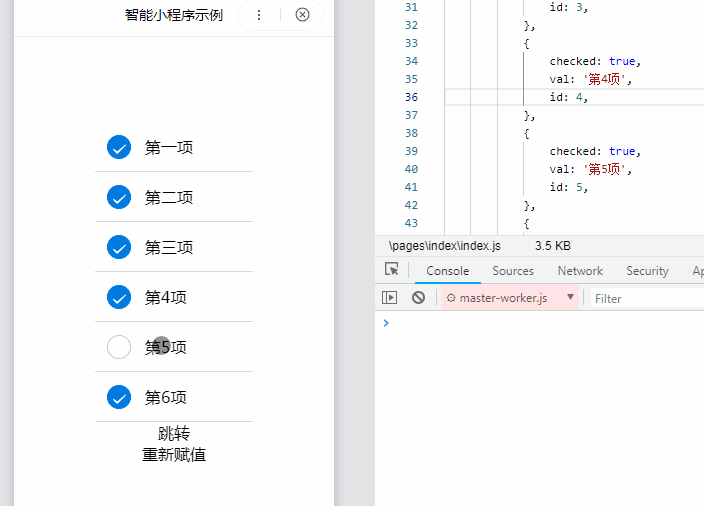 智能小程序示例
第一项
第二项
第三项
第4项
第5项
第6项
跳转
重新赋值
31 id: 3,
32 },
33 {
34 checked: true,
35 val: '第4项',
36 id: 4,
37 },
38 {
39 checked: true,
40 val: '第5项',
41 id: 5,
42 },
43 {
\pages\index\index.js 3.5 KB
Console Sources Network Security Ap
master-worker.js ▼ Filter
>